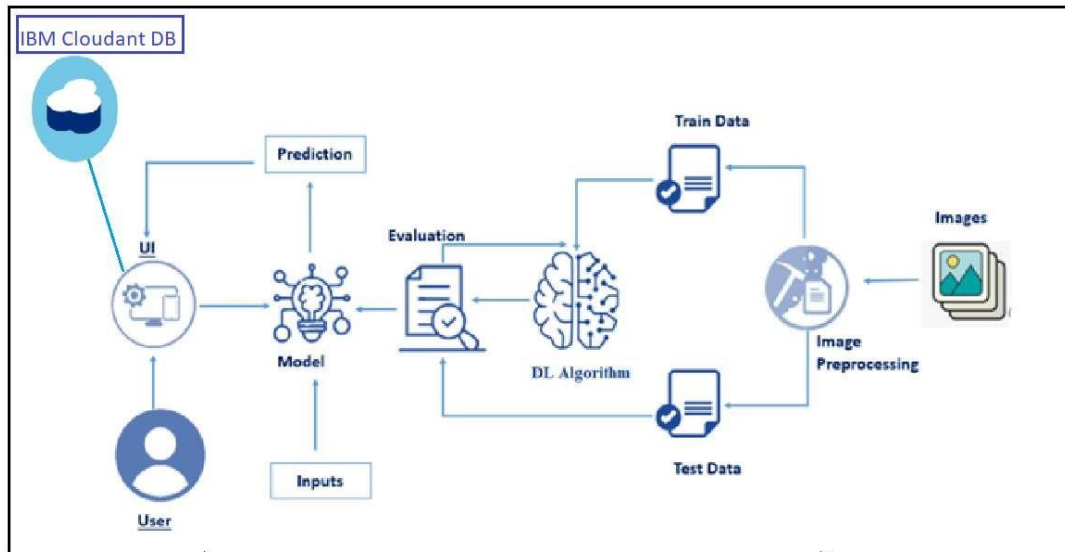 IBM Cloudant DB
Train Data
Prediction
Images
Evaluation
UI
Image
Preprocessing
Model
DL Algorithm
Inputs
Test Data
User